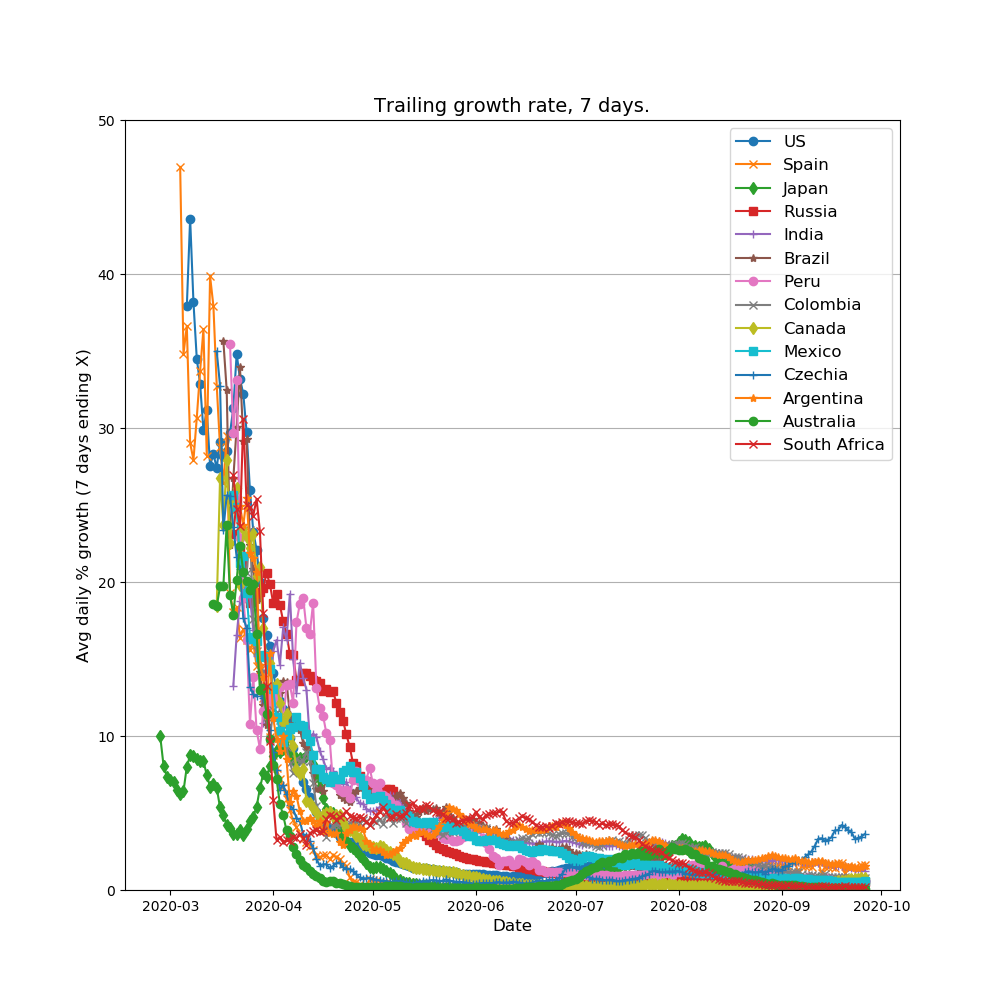 Trailing growth rate, 7 days.
50
40
30
20
10
0
Avg daily % growth (7 days ending X)
US
Spain
Japan
Russia
India
Brazil
Peru
Colombia
Canada
Mexico
Czechia
Argentina
Australia
South Africa
2020-03 2020-04 2020-05 2020-06 2020-07 2020-08 2020-09 2020-10
Date